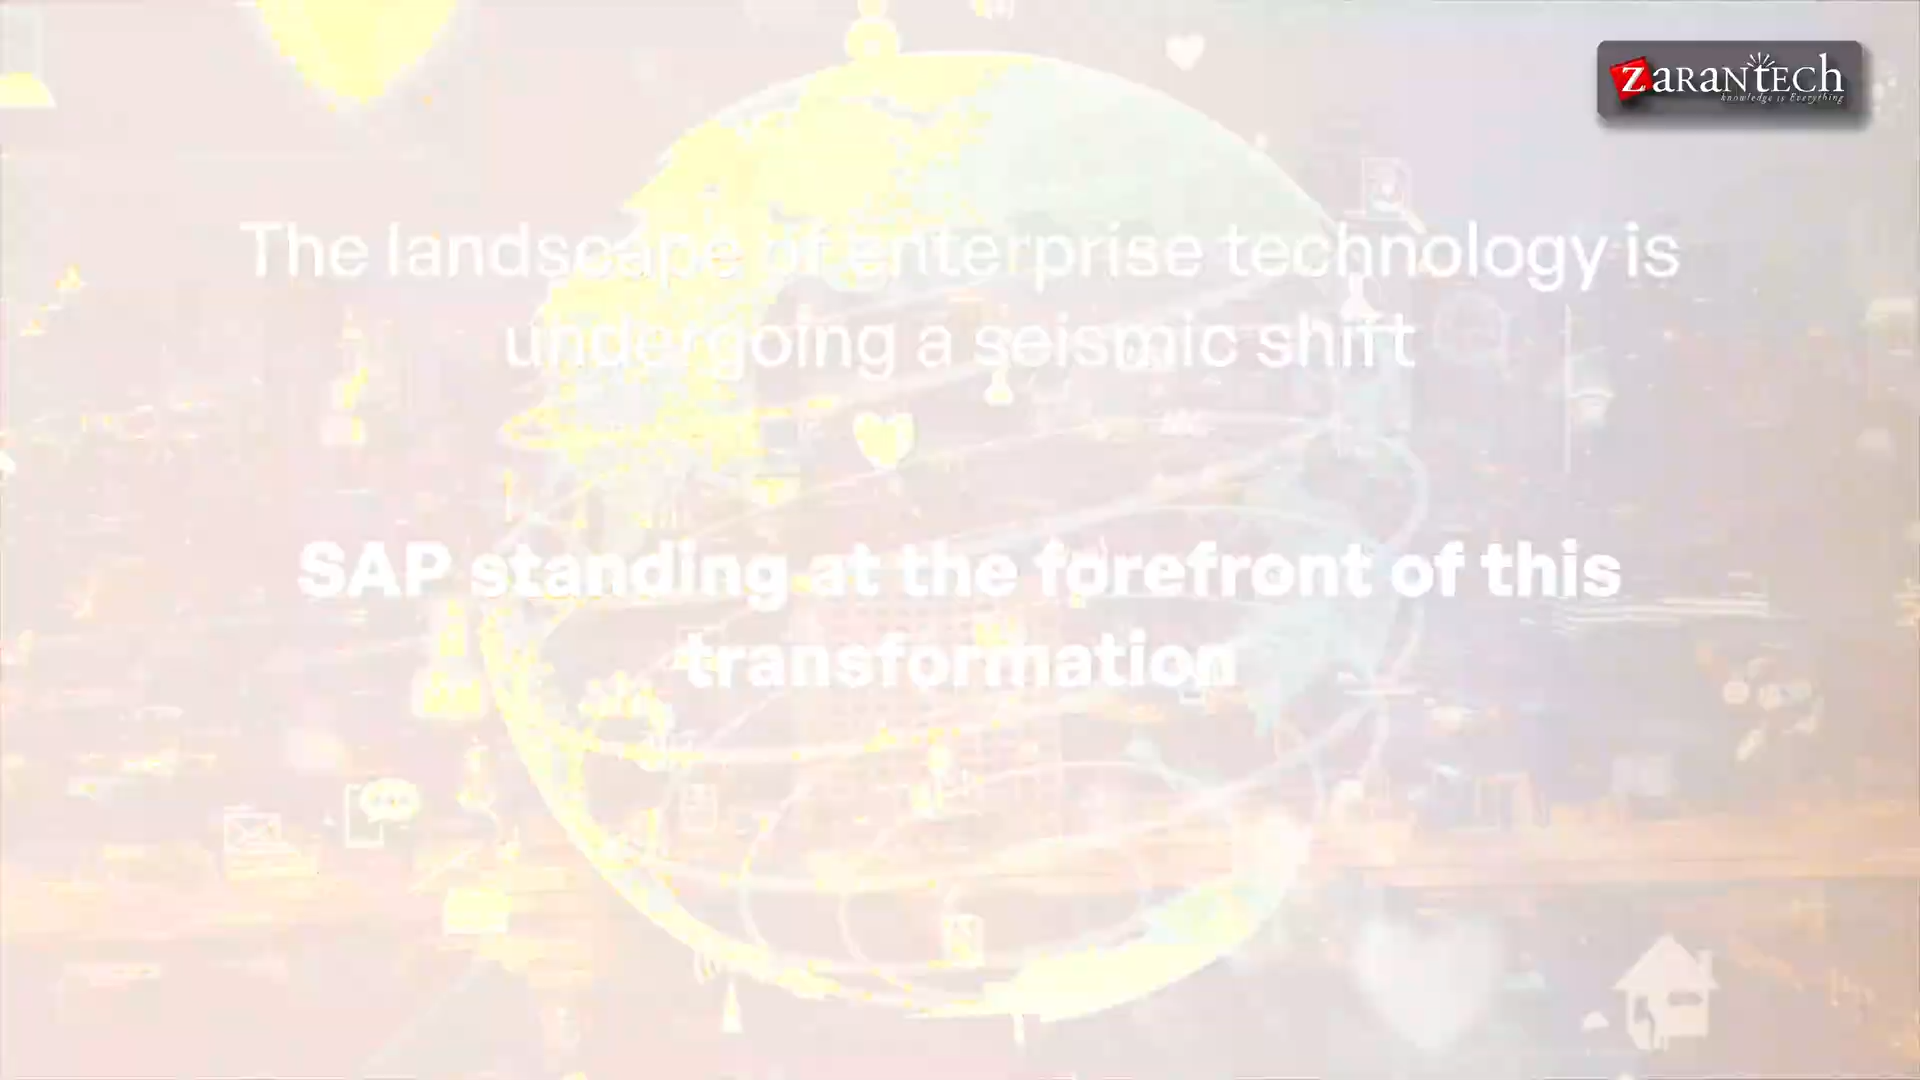 ZARANTECH
knowledge is Everything
The landscape of enterprise technology is
undergoing a seismic shift
SAP standing at the forefront of this
transformation